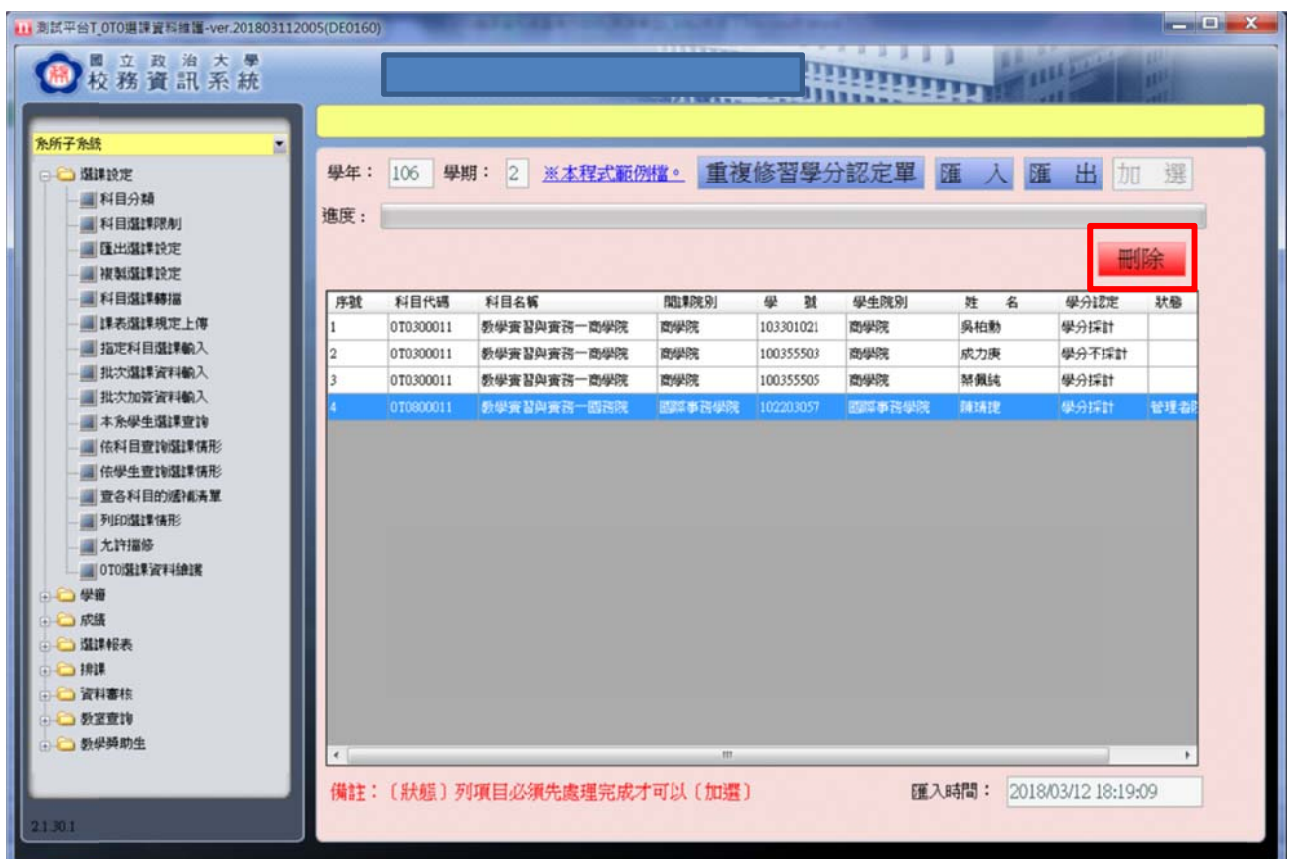 測試平台T_0T0選課資料維護-ver.201803112005(DE0160)
國立政治大學
校務資訊系統
系所子系統
選課設定
科目分類
科目選課限制
匯出選課設定
複製選課設定
科目選課轉擋
課表選課規定上傳
指定科目選課輸入
批次選課資料輸入
批次加簽資料輸入
本系學生選課查詢
依科目查詢選課情形
依學生查詢選課情形
查各科目的遞補清單
列印選課情形
允許擋修
0T0選課資料維護
學籍
成績
選課報表
排課
資料審核
教室查詢
教學獎助生
2.1.30.1
學年： 106 學期： 2 ※本程式範例檔。 重複修習學分認定單 匯 入 匯 出 加 選
進度：
刪除
序號 科目代碼 科目名稱 開課院別 學 號 學生院別 姓 名 學分認定 狀態
1 0T0300011 教學實習與實務－商學院 商學院 103301021 商學院 吳柏勳 學分採計
2 0T0300011 教學實習與實務－商學院 商學院 100355503 商學院 成力庚 學分不採計
3 0T0300011 教學實習與實務－商學院 商學院 100355505 商學院 蔡佩純 學分採計
4 0T0800011 教學實習與實務－國務院 國際事務學院 102203057 國際事務學院 陳靖捷 學分採計 管理者
備註：〔狀態〕列項目必須先處理完成才可以〔加選〕 匯入時間： 2018/03/12 18:19:09